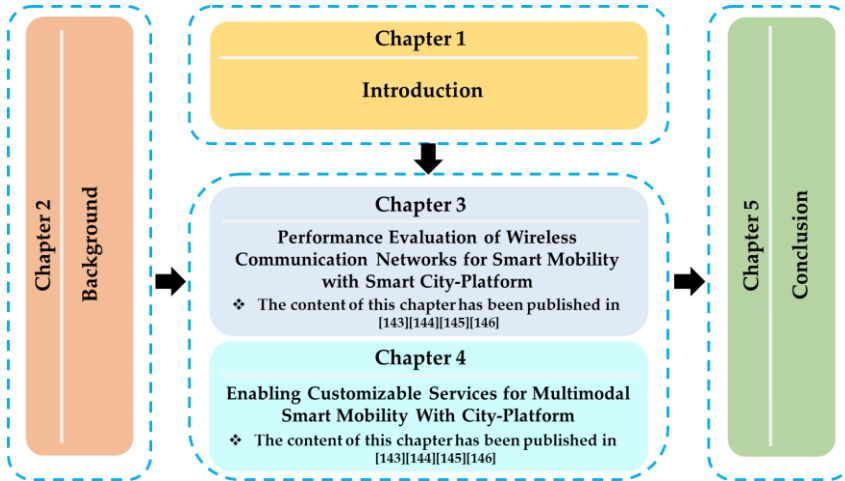 Chapter 1
Introduction
Chapter 2
Background
Chapter 3
Performance Evaluation of Wireless
Communication Networks for Smart Mobility
with Smart City-Platform
❖ The content of this chapter has been published in
[143][144][145][146]
Chapter 4
Enabling Customizable Services for Multimodal
Smart Mobility With City-Platform
❖ The content of this chapter has been published in
[143][144][145][146]
Chapter 5
Conclusion